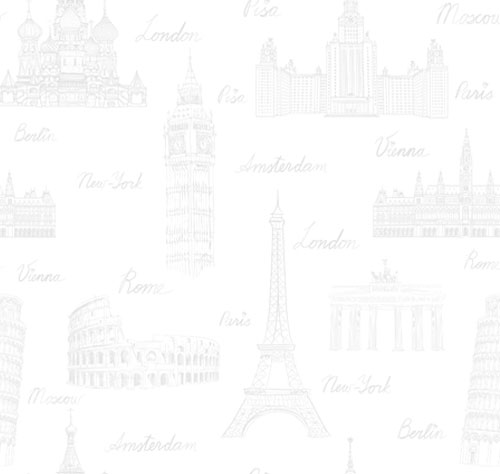 Pisa
Moscow
London
Pisa
Paris
Berlin
Vienna
Amsterdam
New-York
London
Rome
Vienna
Rome
Paris
New-York
Moscow
Berlin
Amsterdam